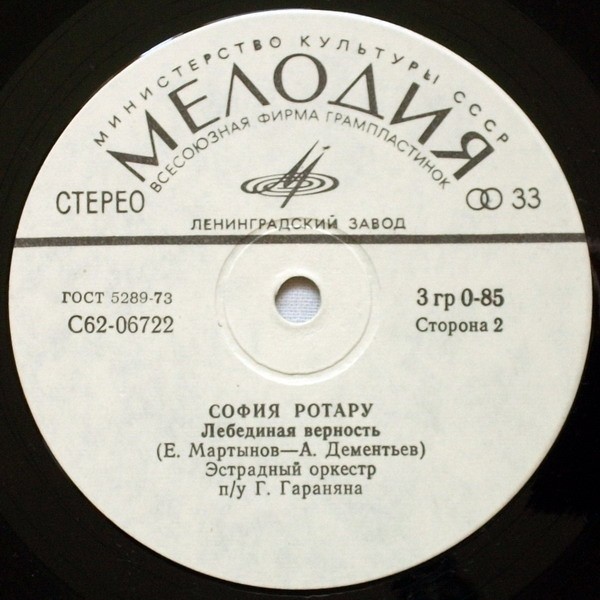 МИНИСТЕРСТВО КУЛЬТУРЫ СССР
МЕЛОДИЯ
ВСЕСОЮЗНАЯ ФИРМА ГРАМПЛАСТИНОК
СТЕРЕО
33
ЛЕНИНГРАДСКИЙ ЗАВОД
ГОСТ 5289-73
3 гр 0-85
С62-06722
Сторона 2
СОФИЯ РОТАРУ
Лебединая верность
(Е. Мартынов—А. Дементьев)
Эстрадный оркестр
п/у Г. Гараняна